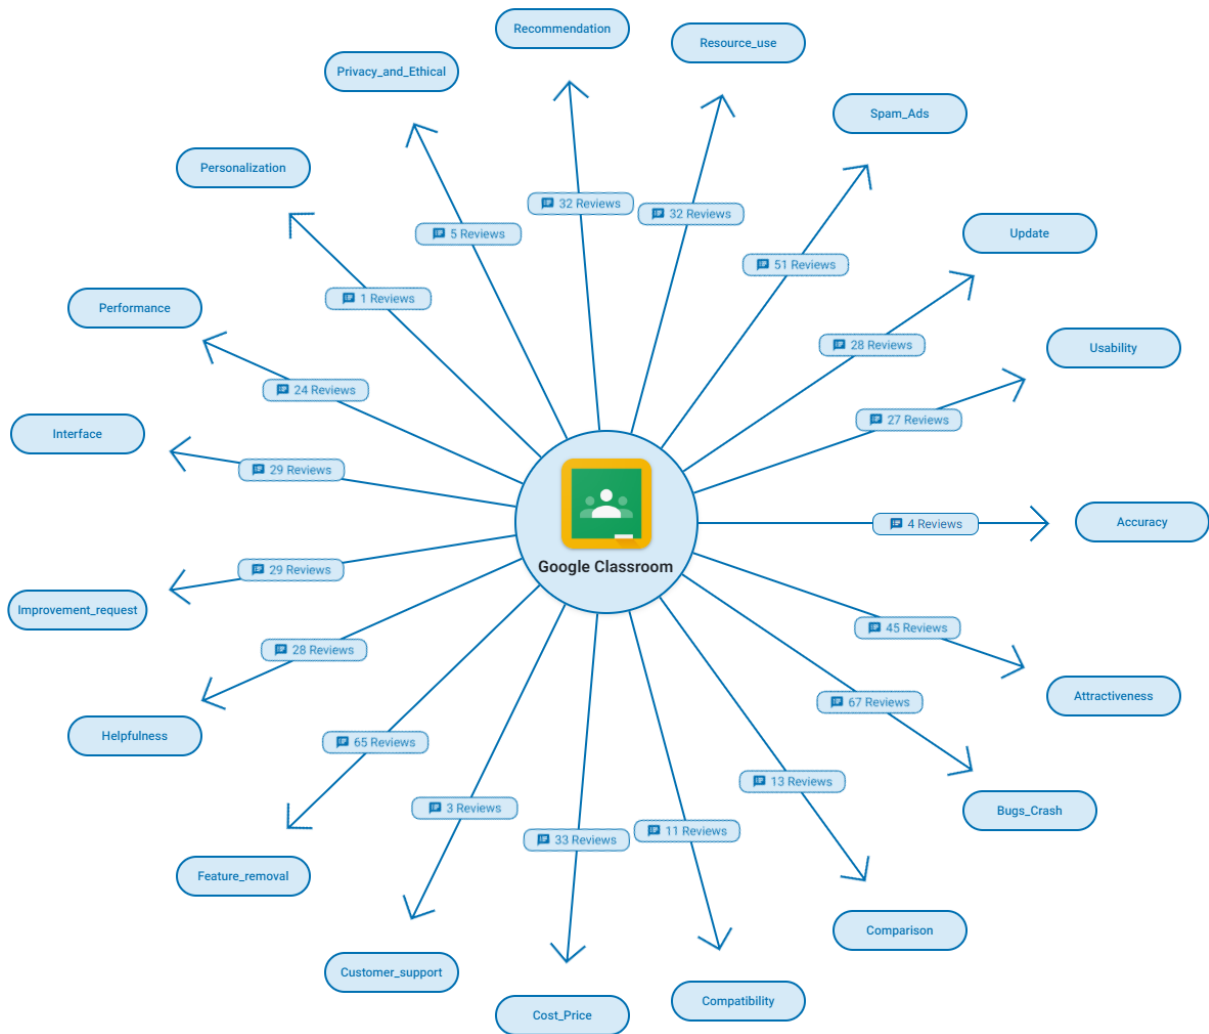 Recommendation
Resource_use
Privacy_and_Ethical
Spam_Ads
Personalization
32 Reviews
32 Reviews
5 Reviews
Update
51 Reviews
1 Reviews
Performance
28 Reviews
Usability
24 Reviews
27 Reviews
Interface
29 Reviews
4 Reviews
Accuracy
Google Classroom
29 Reviews
Improvement_request
45 Reviews
28 Reviews
Attractiveness
67 Reviews
Helpfulness
65 Reviews
13 Reviews
3 Reviews
Bugs_Crash
11 Reviews
33 Reviews
Feature_removal
Comparison
Customer_support
Compatibility
Cost_Price